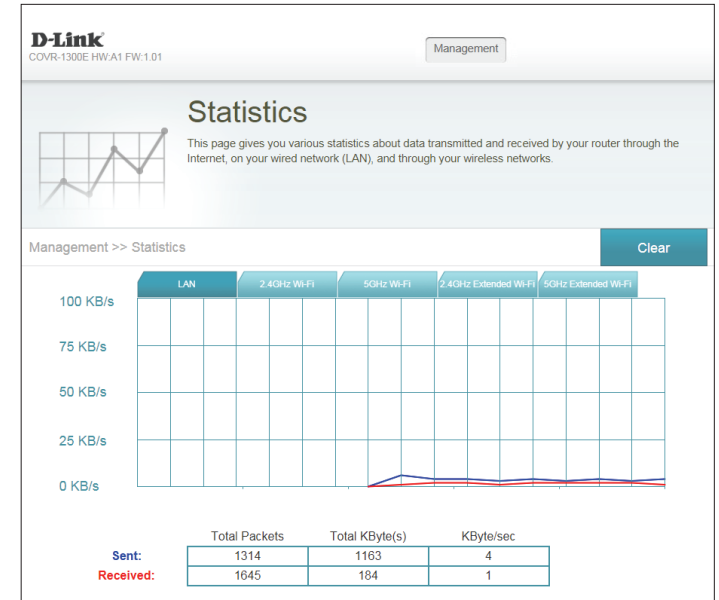 D-Link
COVR-1300E HW:A1 FW:1.01
Management
Statistics
This page gives you various statistics about data transmitted and received by your router through the
Internet, on your wired network (LAN), and through your wireless networks.
Management >> Statistics
Clear
LAN 2.4GHz Wi-Fi 5GHz Wi-Fi 2.4GHz Extended Wi-Fi 5GHz Extended Wi-Fi
100 KB/s
75 KB/s
50 KB/s
25 KB/s
0 KB/s
Total Packets Total KByte(s) KByte/sec
Sent: 1314 1163 4
Received: 1645 184 1